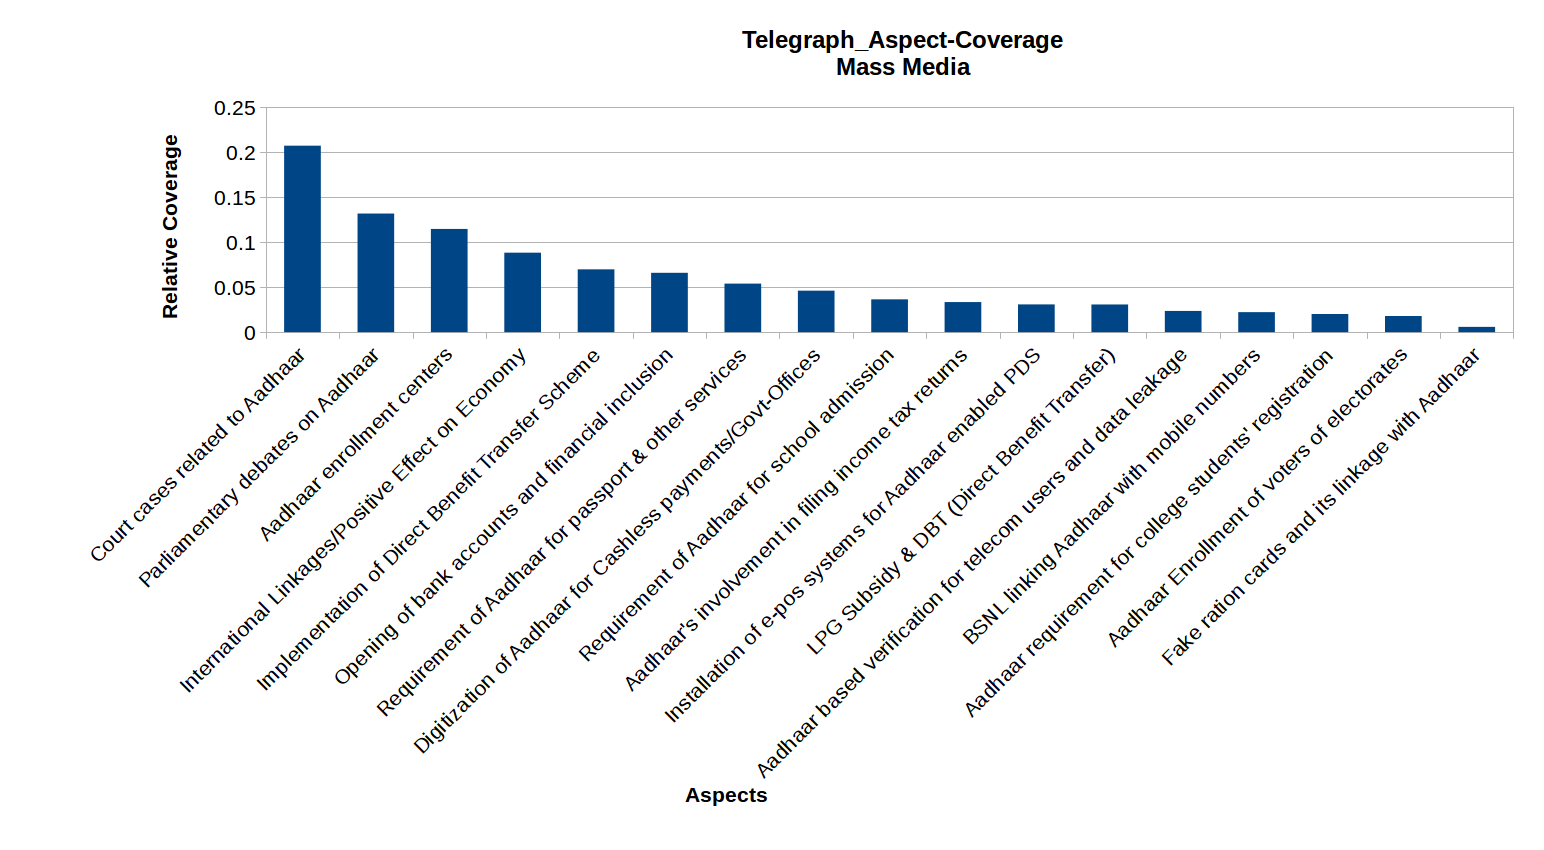 Telegraph_Aspect-Coverage
Mass Media
Relative Coverage
0.25
0.2
0.15
0.1
0.05
0
Court cases related to Aadhaar
Parliamentary debates on Aadhaar
Aadhaar enrollment centers
International Linkages/Positive Effect on Economy
Implementation of Direct Benefit Transfer Scheme
Opening of bank accounts and financial inclusion
Requirement of Aadhaar for passport & other services
Digitization of Aadhaar for Cashless payments/Govt-Offices
Requirement of Aadhaar for school admission
Aadhaar's involvement in filing income tax returns
Installation of e-pos systems for Aadhaar enabled PDS
LPG Subsidy & DBT (Direct Benefit Transfer)
Aadhaar based verification for telecom users and data leakage
BSNL linking Aadhaar with mobile numbers
Aadhaar requirement for college students' registration
Aadhaar Enrollment of voters of electorates
Fake ration cards and its linkage with Aadhaar
Aspects